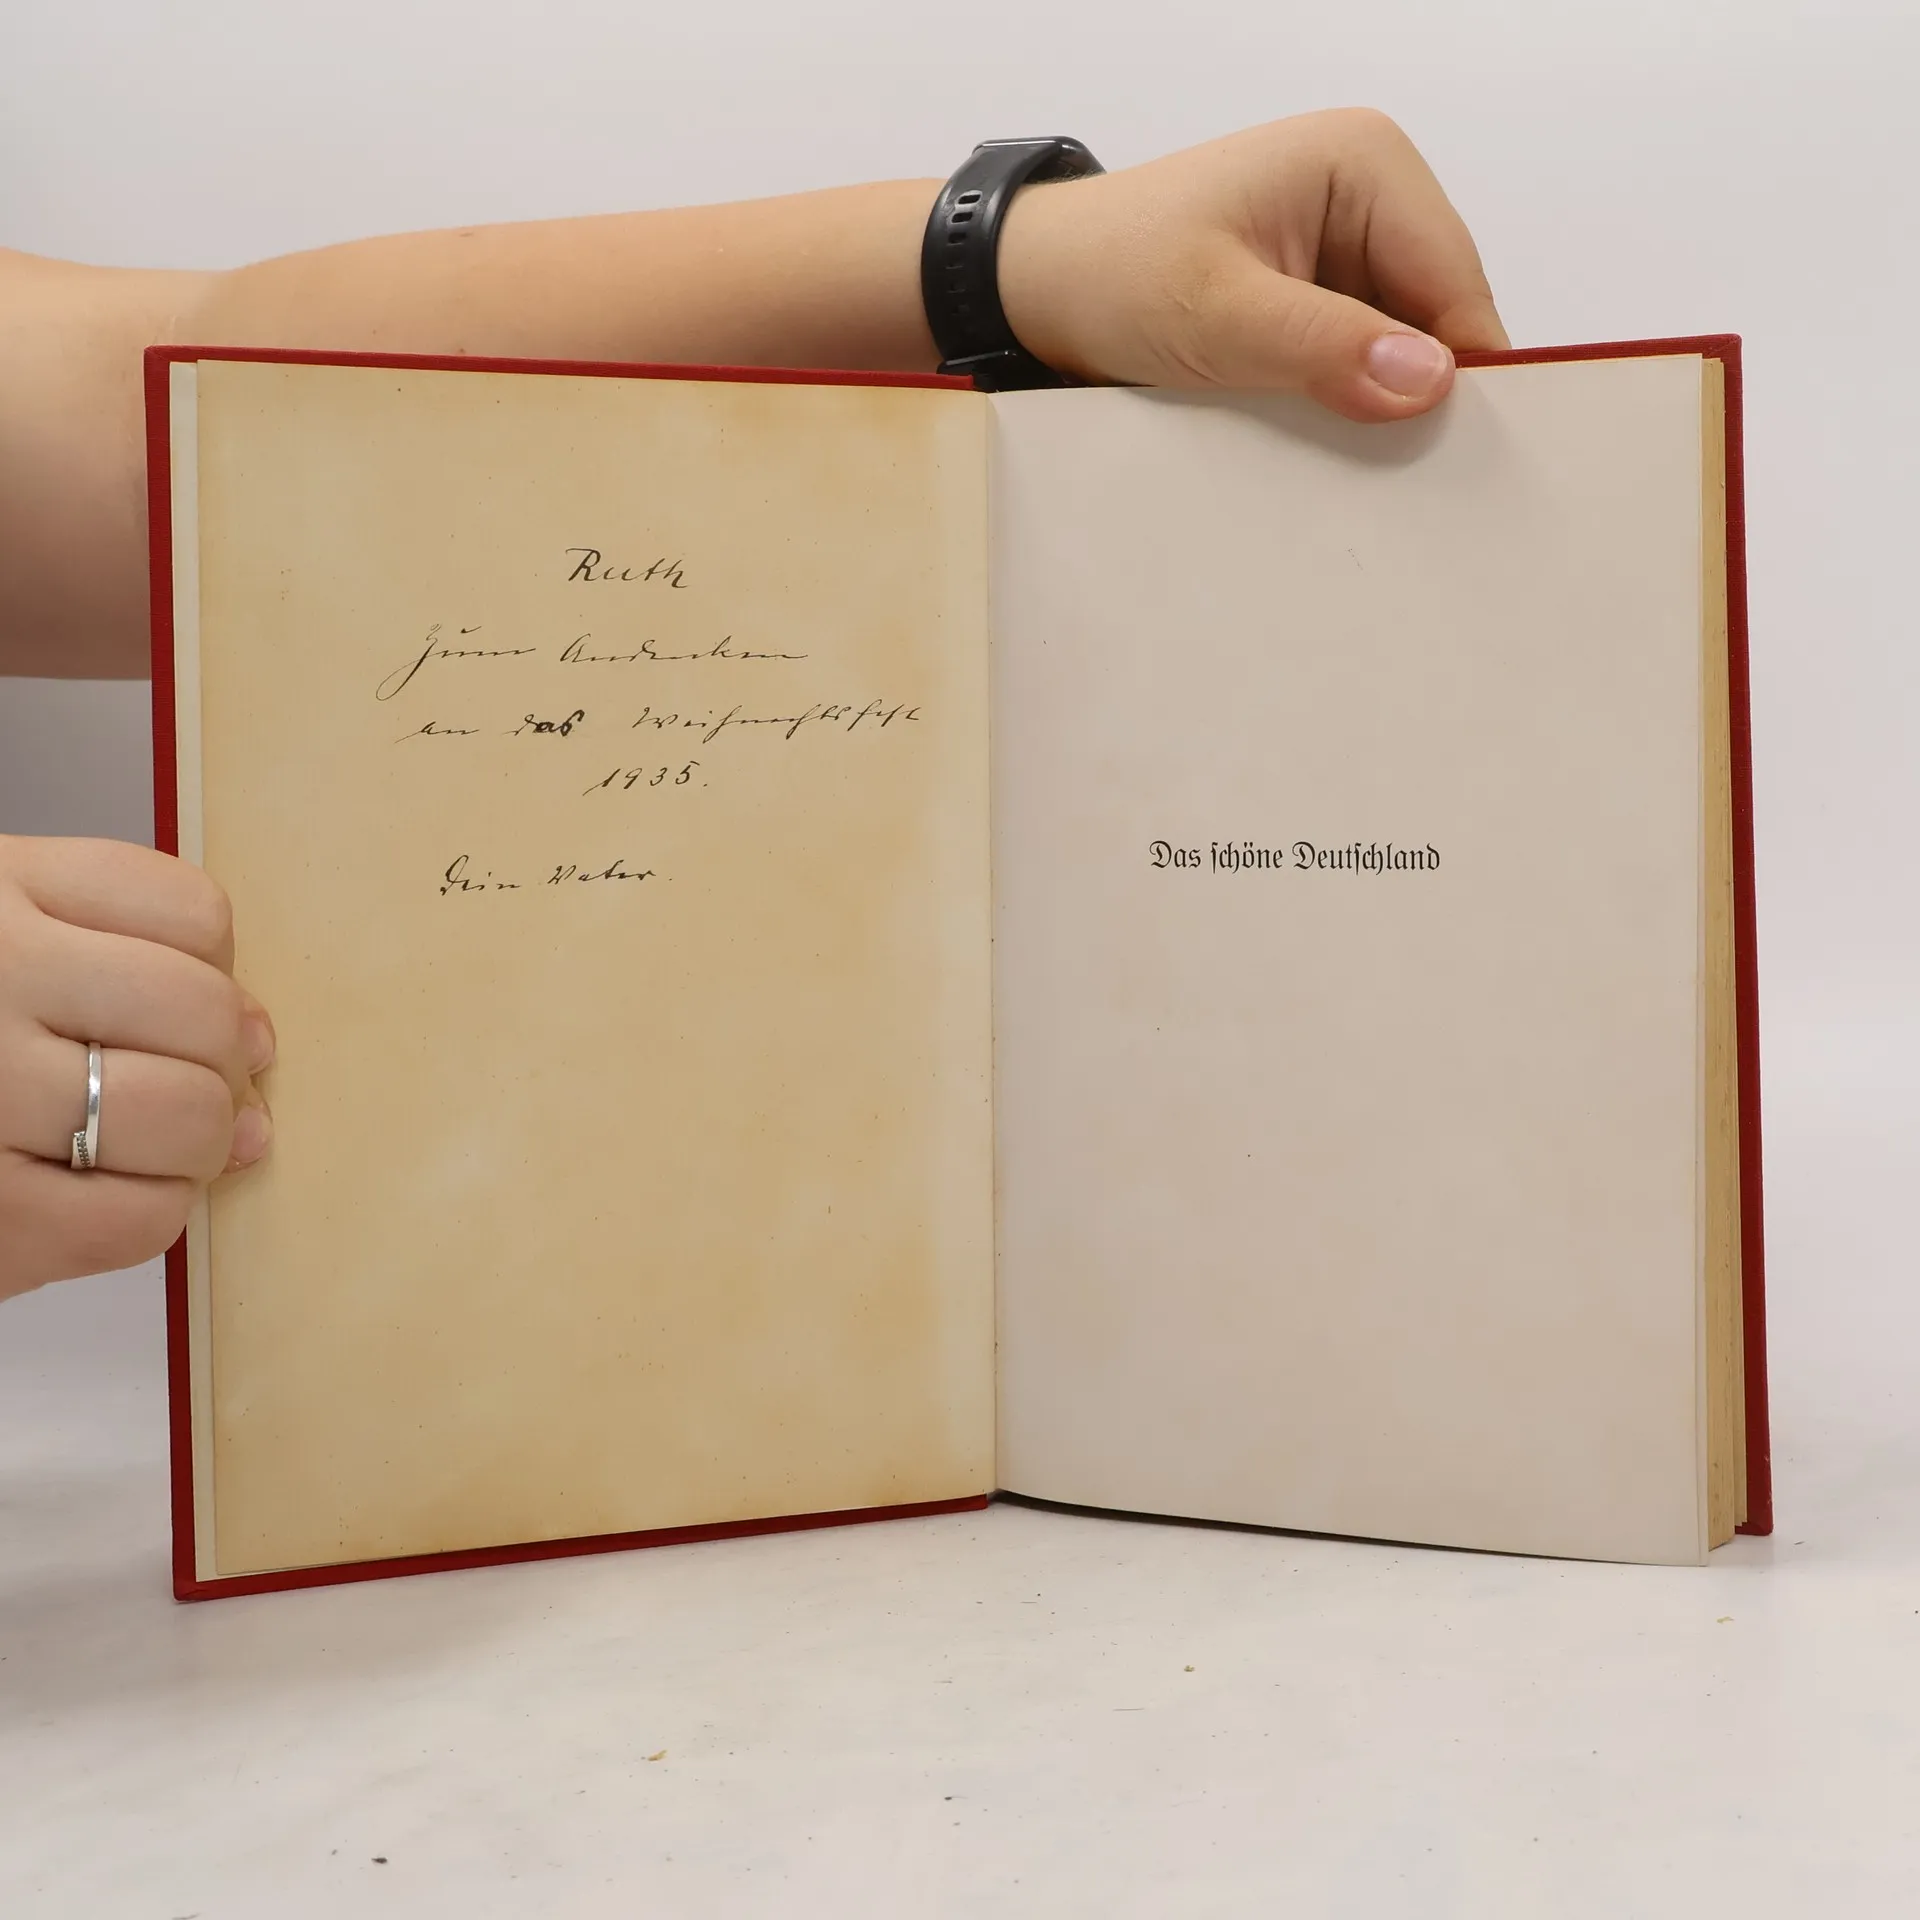 Ruth
Zum Andenken
an das Weihnachtsfest
1935.
Dein Vater.
Das schöne Deutschland